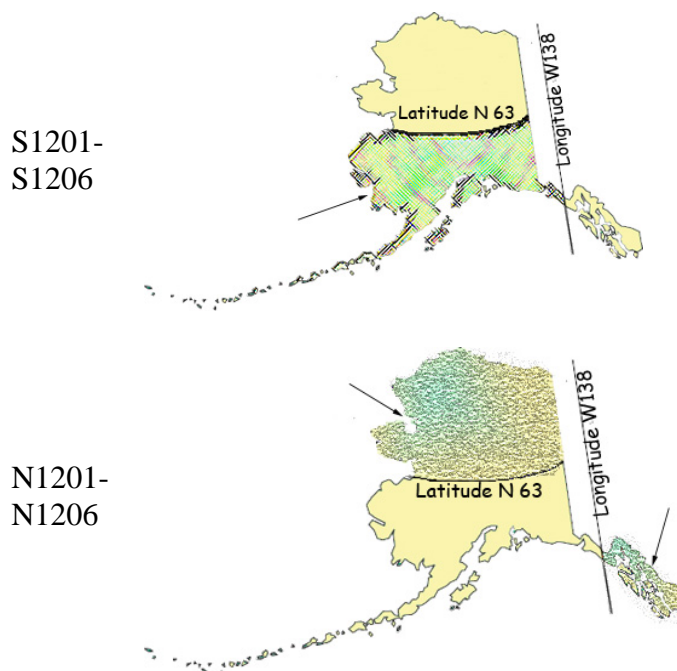 S1201-
S1206
Latitude N 63
Longitude W138
N1201-
N1206
Latitude N 63
Longitude W138